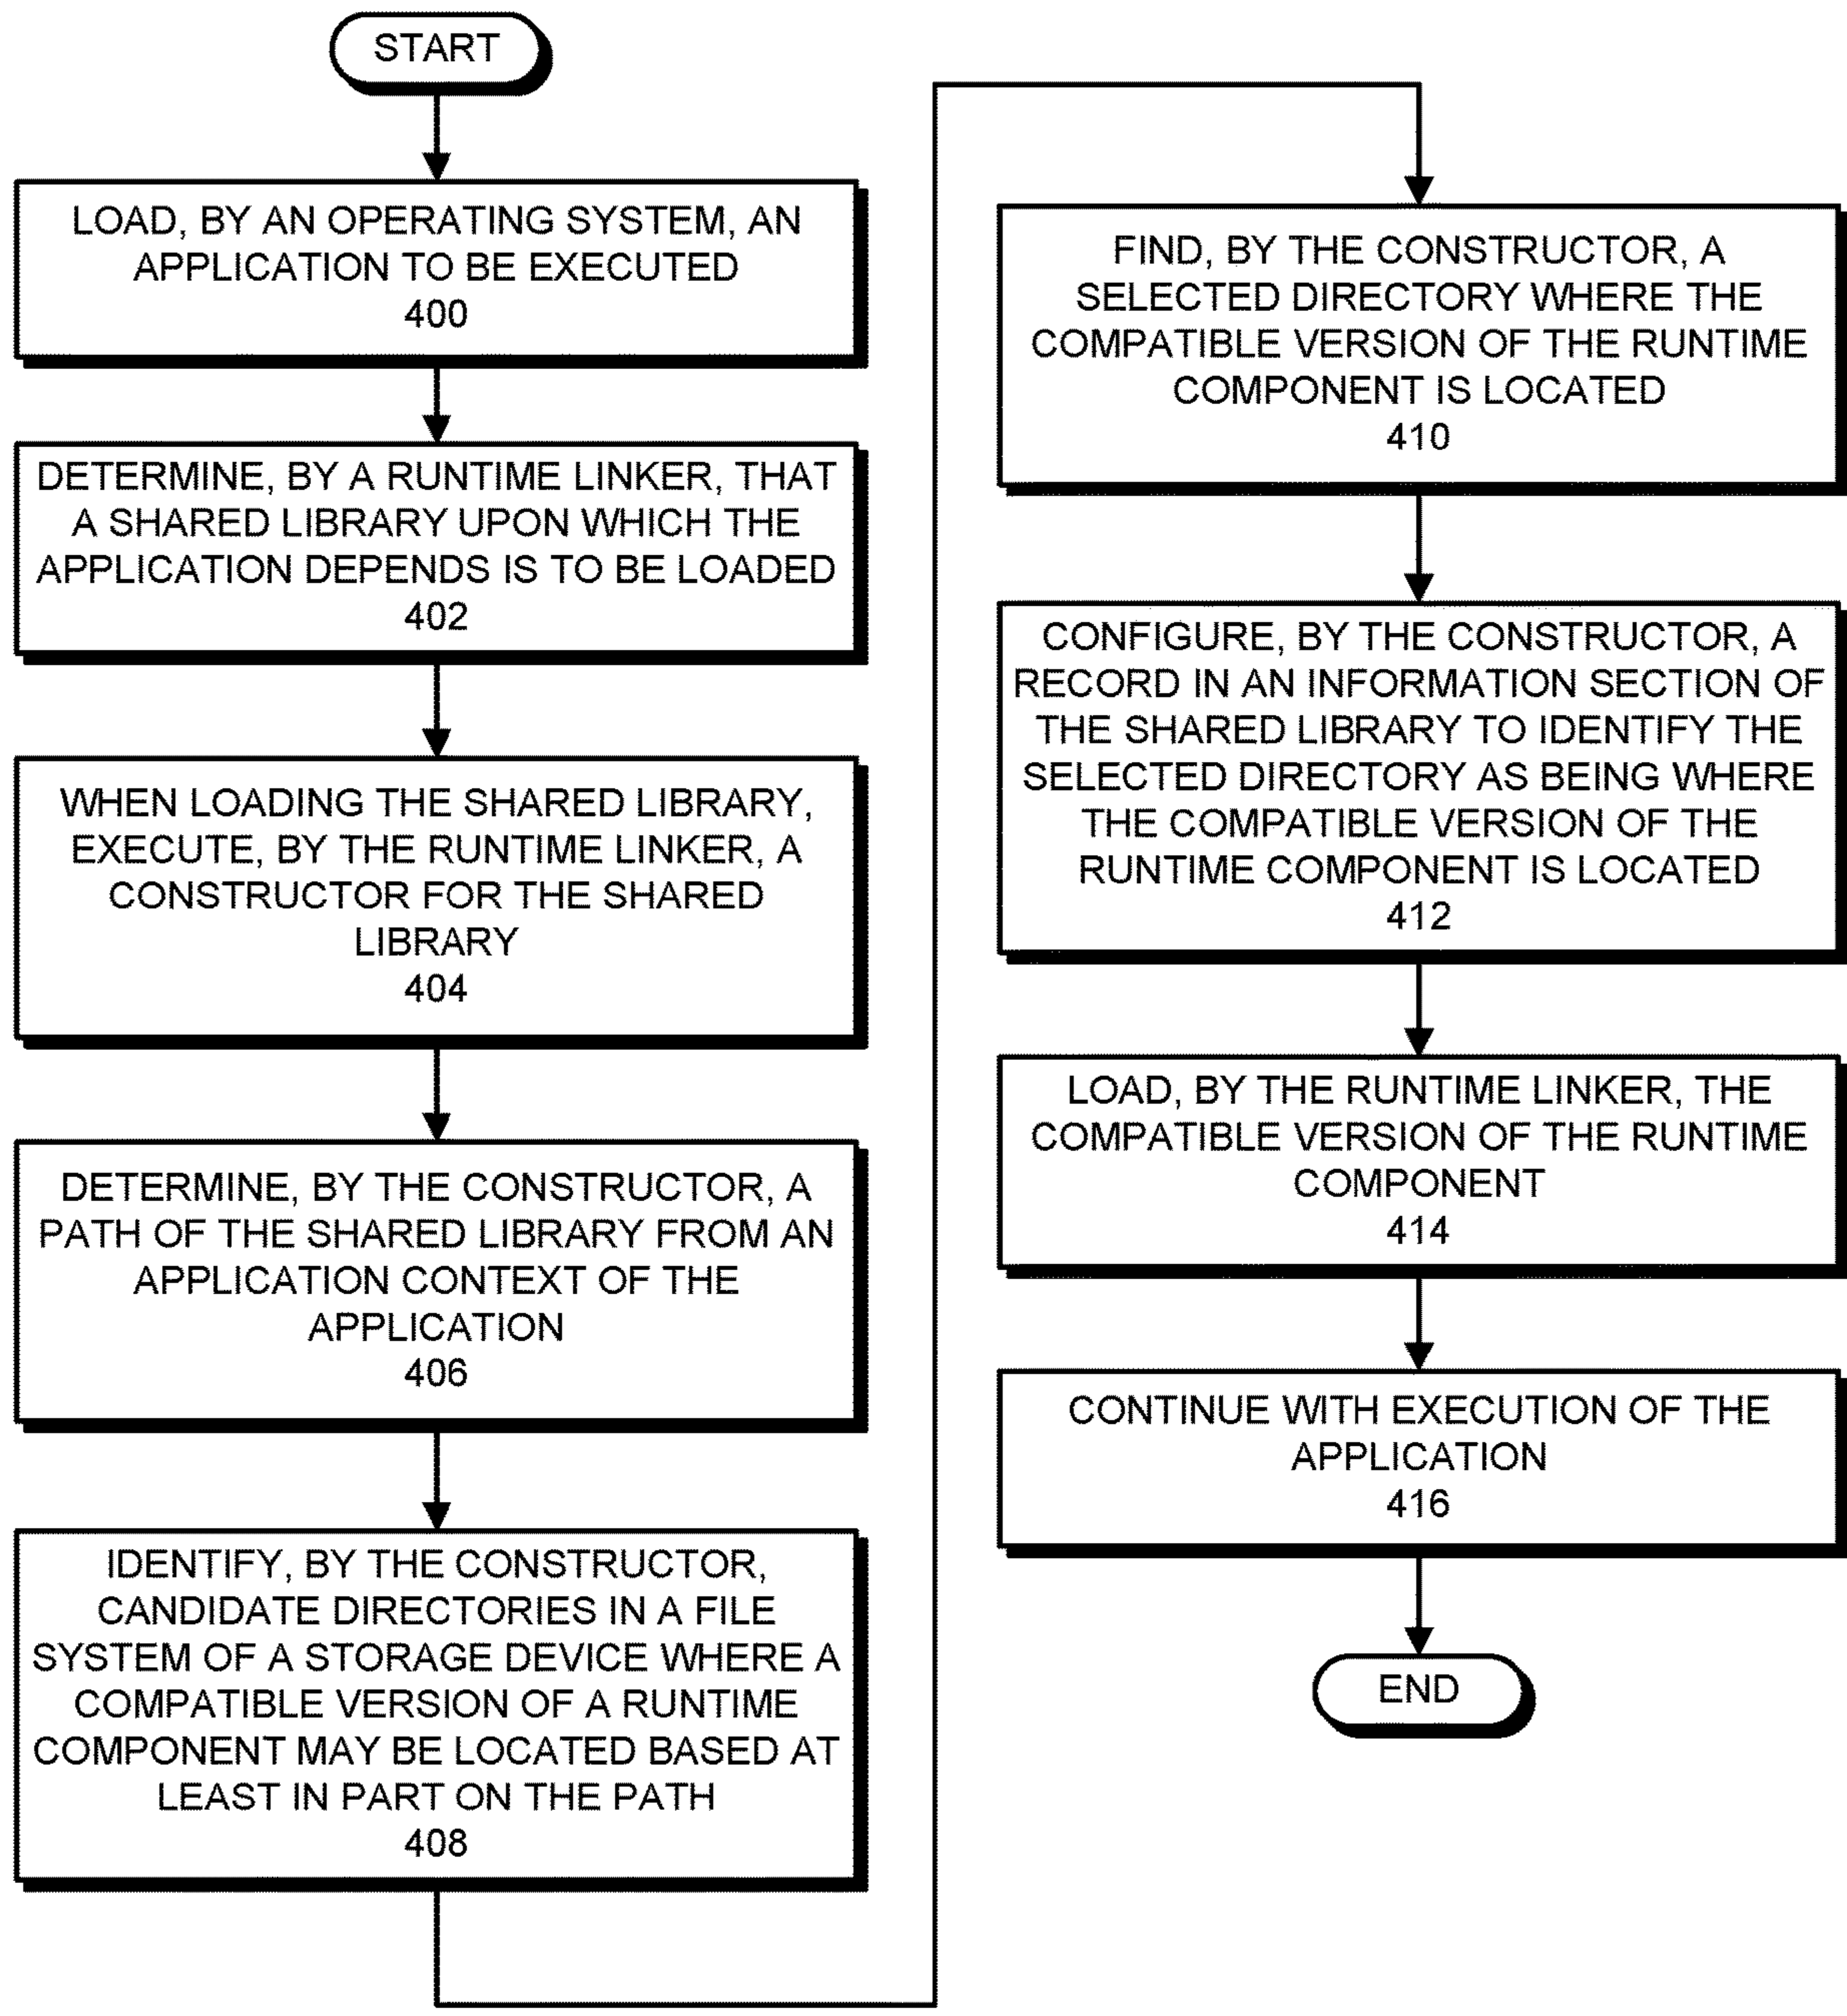 START
LOAD, BY AN OPERATING SYSTEM, AN
APPLICATION TO BE EXECUTED
400
DETERMINE, BY A RUNTIME LINKER, THAT
A SHARED LIBRARY UPON WHICH THE
APPLICATION DEPENDS IS TO BE LOADED
402
WHEN LOADING THE SHARED LIBRARY,
EXECUTE, BY THE RUNTIME LINKER, A
CONSTRUCTOR FOR THE SHARED
LIBRARY
404
DETERMINE, BY THE CONSTRUCTOR, A
PATH OF THE SHARED LIBRARY FROM AN
APPLICATION CONTEXT OF THE
APPLICATION
406
IDENTIFY, BY THE CONSTRUCTOR,
CANDIDATE DIRECTORIES IN A FILE
SYSTEM OF A STORAGE DEVICE WHERE A
COMPATIBLE VERSION OF A RUNTIME
COMPONENT MAY BE LOCATED BASED AT
LEAST IN PART ON THE PATH
408
FIND, BY THE CONSTRUCTOR, A
SELECTED DIRECTORY WHERE THE
COMPATIBLE VERSION OF THE RUNTIME
COMPONENT IS LOCATED
410
CONFIGURE, BY THE CONSTRUCTOR, A
RECORD IN AN INFORMATION SECTION OF
THE SHARED LIBRARY TO IDENTIFY THE
SELECTED DIRECTORY AS BEING WHERE
THE COMPATIBLE VERSION OF THE
RUNTIME COMPONENT IS LOCATED
412
LOAD, BY THE RUNTIME LINKER, THE
COMPATIBLE VERSION OF THE RUNTIME
COMPONENT
414
CONTINUE WITH EXECUTION OF THE
APPLICATION
416
END